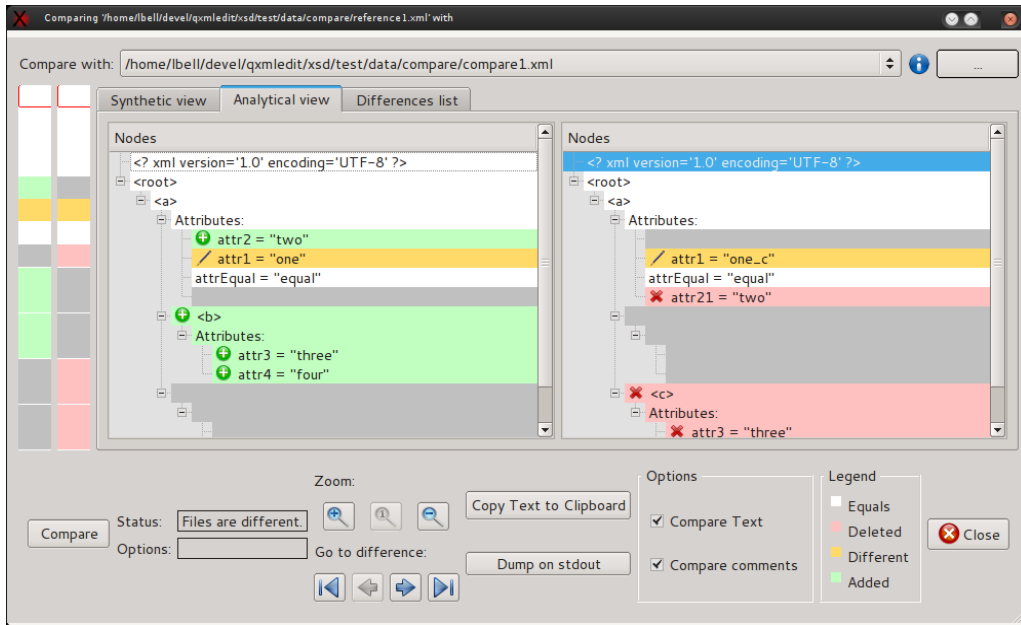 Comparing '/home/lbell/devel/qxmledit/xsd/test/data/compare/reference1.xml' with
Compare with: /home/lbell/devel/qxmledit/xsd/test/data/compare/compare1.xml ...
Synthetic view Analytical view Differences list
Nodes
<? xml version='1.0' encoding='UTF-8' ?>
<root>
<a>
Attributes:
attr2 = "two"
attr1 = "one"
attrEqual = "equal"
<b>
Attributes:
attr3 = "three"
attr4 = "four"
Nodes
<? xml version='1.0' encoding='UTF-8' ?>
<root>
<a>
Attributes:
attr1 = "one_c"
attrEqual = "equal"
attr21 = "two"
<c>
Attributes:
attr3 = "three"
Compare
Status: Files are different.
Options:
Zoom:
1
Go to difference:
Copy Text to Clipboard
Dump on stdout
Options
Compare Text
Compare comments
Legend
Equals
Deleted
Different
Added
Close